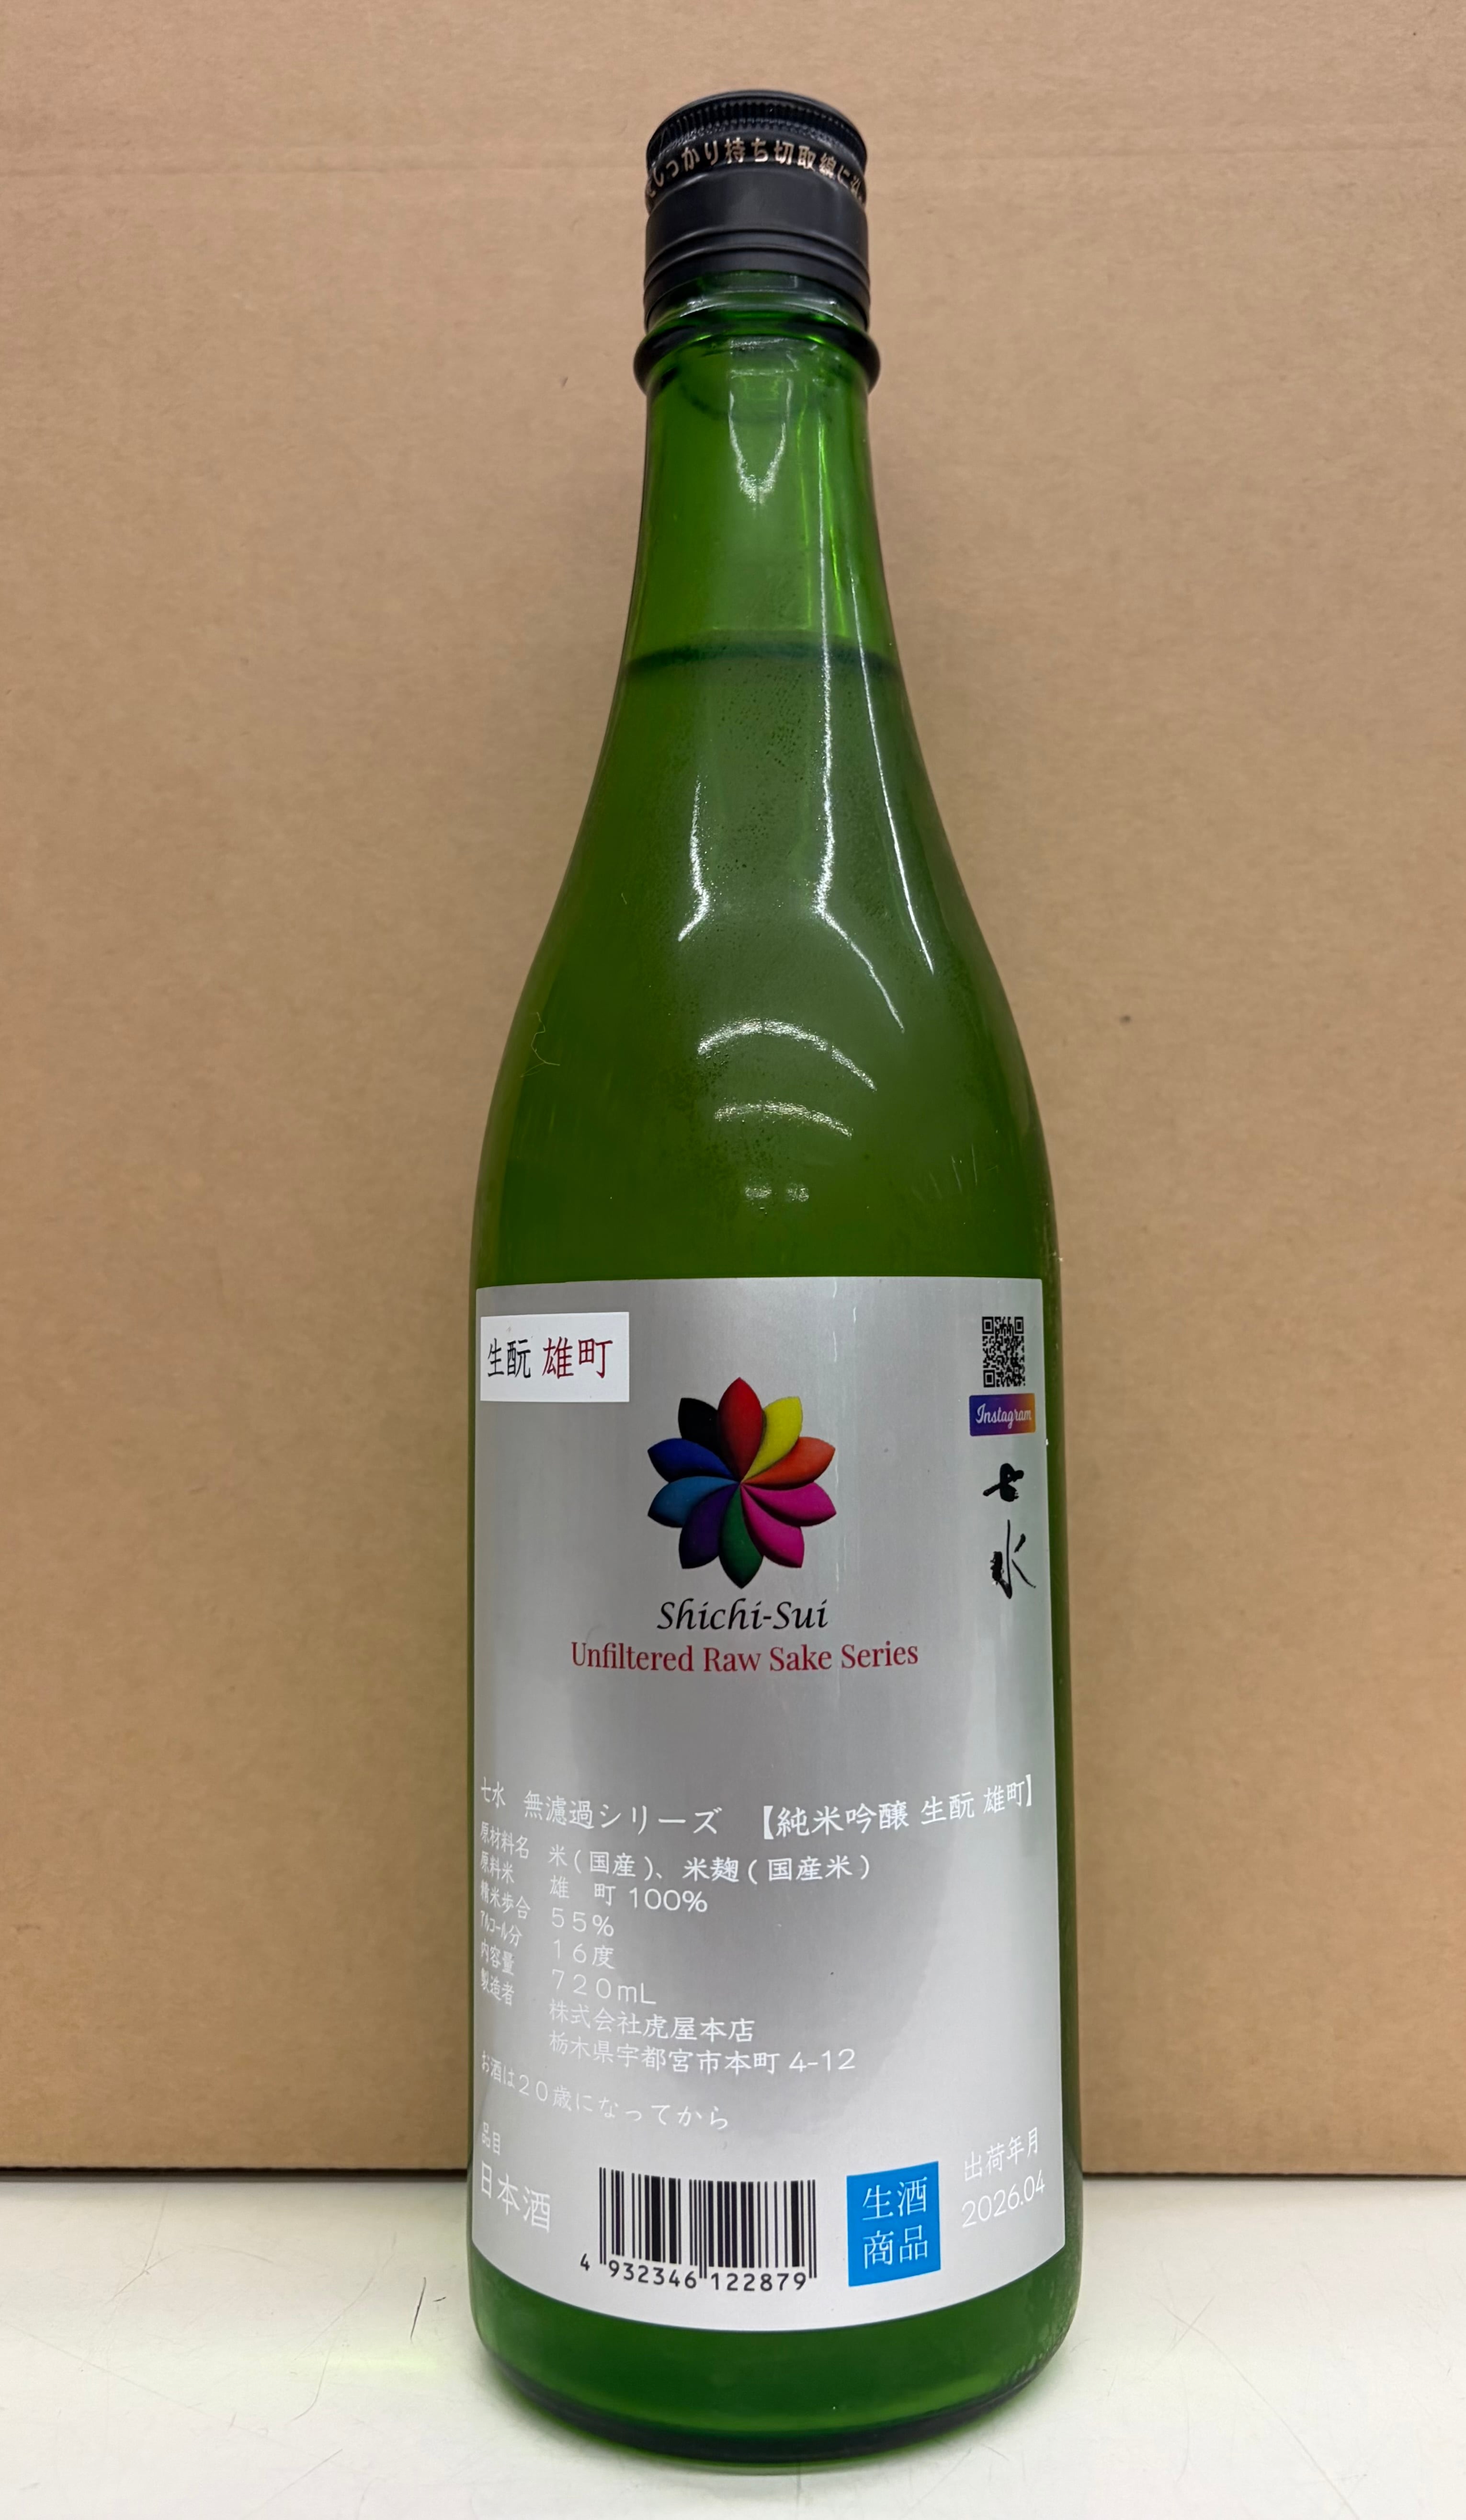 しっかり持ち切取線に
生酛 雄町
Instagram
七水
Shichi-Sui
Unfiltered Raw Sake Series
七水 無濾過シリーズ 【純米吟醸 生酛 雄町】
原材料名 米(国産)、米麹(国産米)
原料米 雄 町 100%
精米歩合 55%
アルコール分 16度
内容量 720mL
製造者 株式会社虎屋本店
栃木県宇都宮市本町 4-12
お酒は20歳になってから
品目
日本酒
4 932346 122879
生酒
商品
出荷年月
2026.04